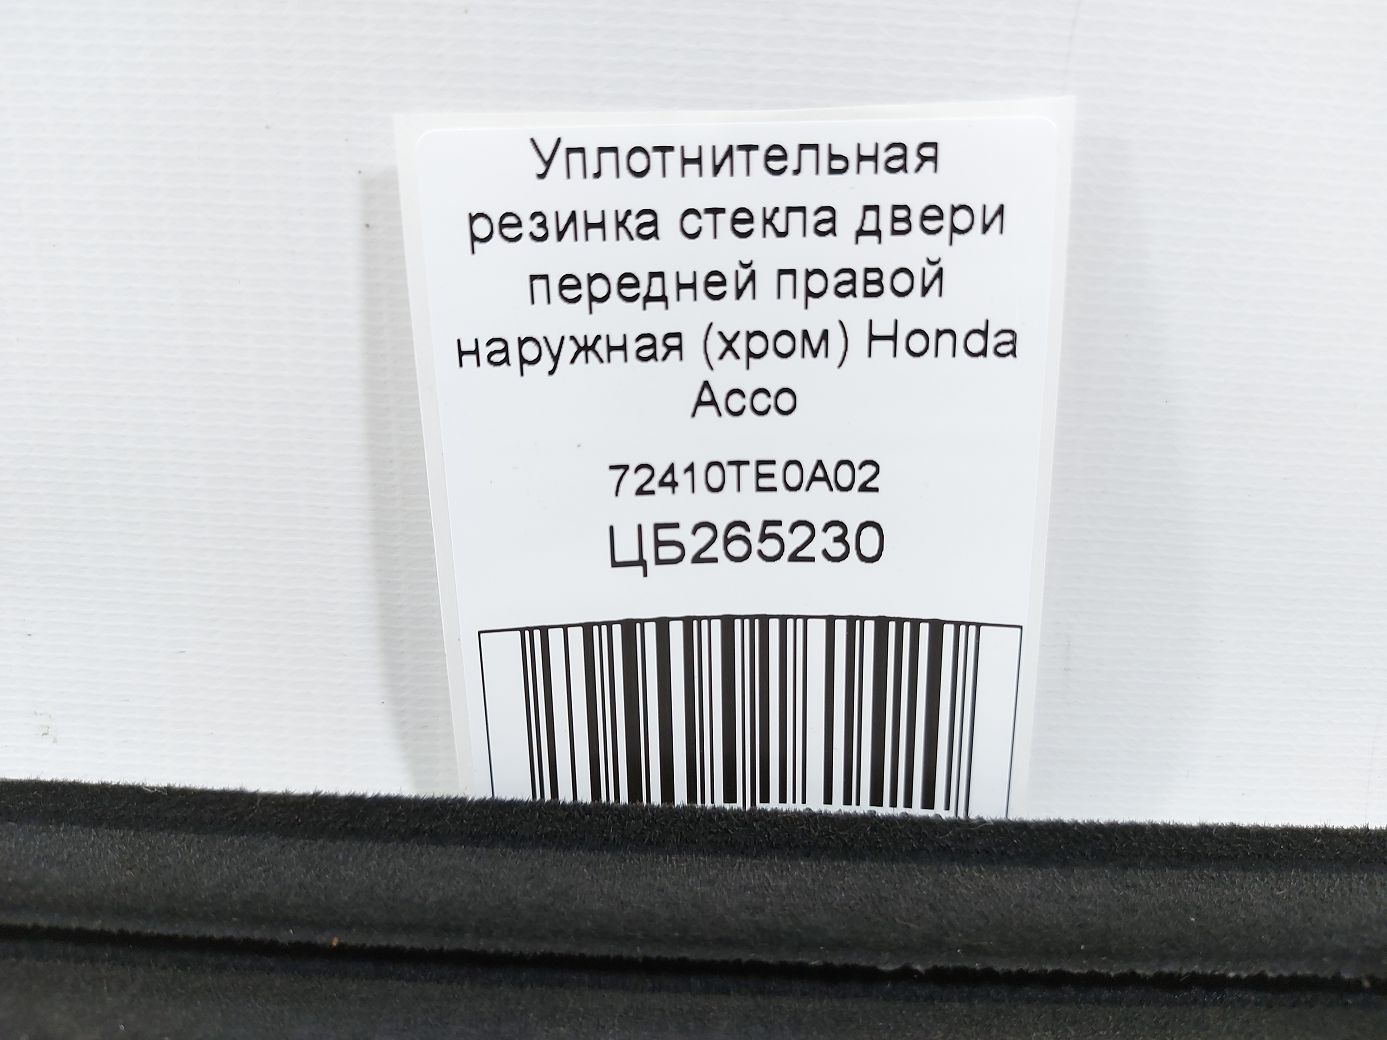 Уплотнительная
резинка стекла двери
передней правой
наружная (хром) Honda
Acco
72410TE0A02
ЦБ265230